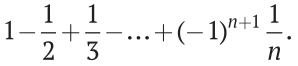 1 − 1/2 + 1/3 − ... + (−1)^{n+1} 1/n.